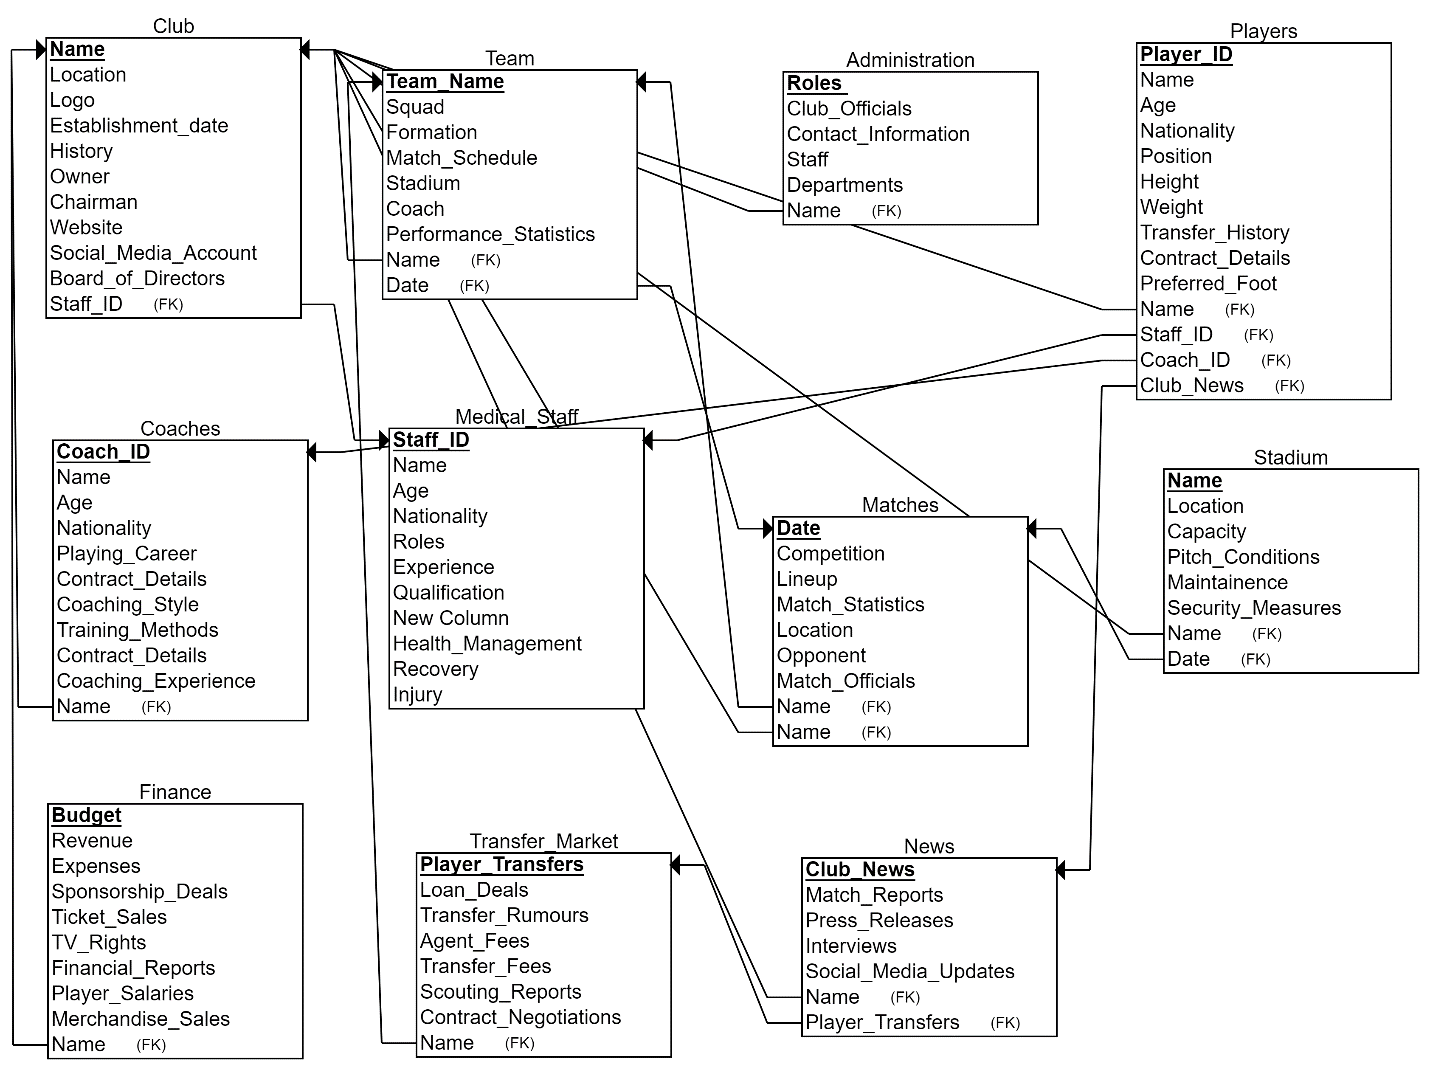 Club
Name
Location
Logo
Establishment_date
History
Owner
Chairman
Website
Social_Media_Account
Board_of_Directors
Staff_ID (FK)
Team
Team_Name
Squad
Formation
Match_Schedule
Stadium
Coach
Performance_Statistics
Name (FK)
Date (FK)
Administration
Roles
Club_Officials
Contact_Information
Staff
Departments
Name (FK)
Players
Player_ID
Name
Age
Nationality
Position
Height
Weight
Transfer_History
Contract_Details
Preferred_Foot
Name (FK)
Staff_ID (FK)
Coach_ID (FK)
Club_News (FK)
Coaches
Coach_ID
Name
Age
Nationality
Playing_Career
Contract_Details
Coaching_Style
Training_Methods
Contract_Details
Coaching_Experience
Name (FK)
Medical_Staff
Staff_ID
Name
Age
Nationality
Roles
Experience
Qualification
New Column
Health_Management
Recovery
Injury
Matches
Date
Competition
Lineup
Match_Statistics
Location
Opponent
Match_Officials
Name (FK)
Name (FK)
Stadium
Name
Location
Capacity
Pitch_Conditions
Maintainence
Security_Measures
Name (FK)
Date (FK)
Finance
Budget
Revenue
Expenses
Sponsorship_Deals
Ticket_Sales
TV_Rights
Financial_Reports
Player_Salaries
Merchandise_Sales
Name (FK)
Transfer_Market
Player_Transfers
Loan_Deals
Transfer_Rumours
Agent_Fees
Transfer_Fees
Scouting_Reports
Contract_Negotiations
Name (FK)
News
Club_News
Match_Reports
Press_Releases
Interviews
Social_Media_Updates
Name (FK)
Player_Transfers (FK)